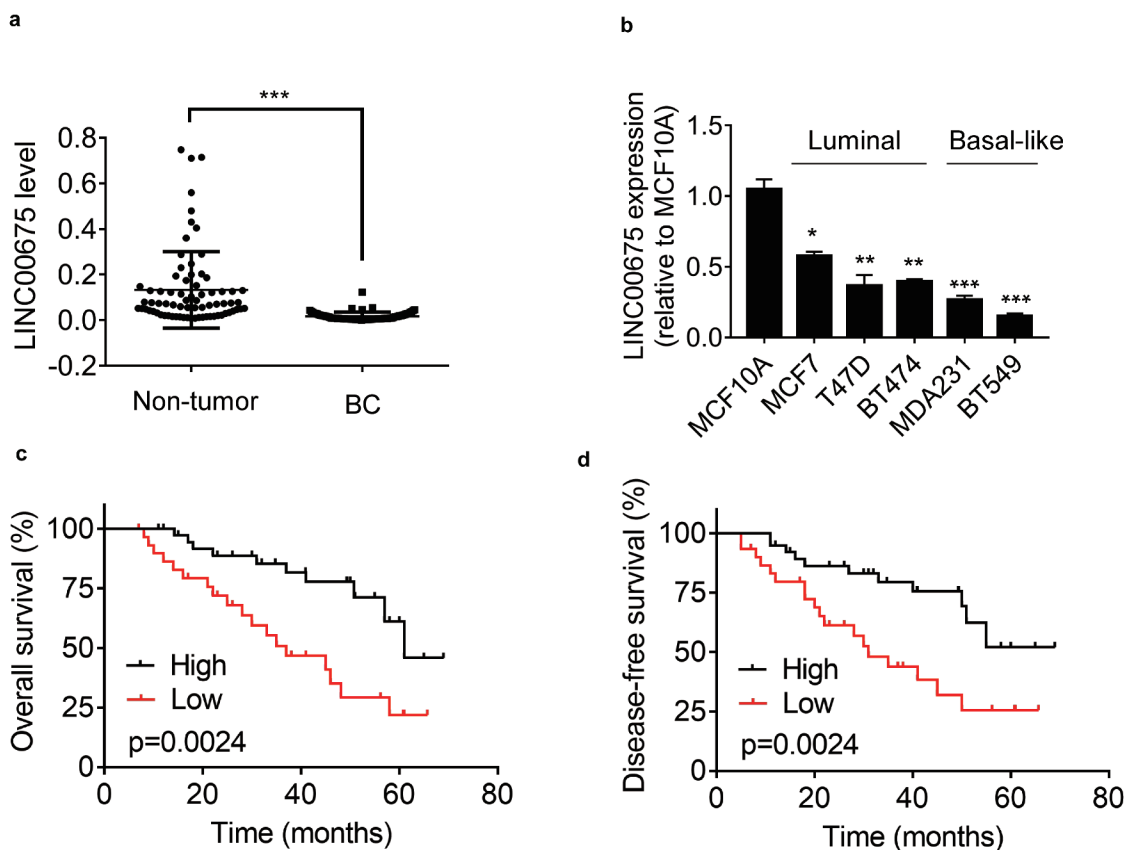 a
***
LINC00675 level
0.8
0.6
0.4
0.2
0.0
-0.2
Non-tumor
BC
b
LINC00675 expression
(relative to MCF10A)
1.5
1.0
0.5
0.0
Luminal
Basal-like
*
**
**
***
***
MCF10A
MCF7
T47D
BT474
MDA231
BT549
c
Overall survival (%)
100
75
50
25
0
High
Low
p=0.0024
0
20
40
60
80
Time (months)
d
Disease-free survival (%)
100
75
50
25
0
High
Low
p=0.0024
0
20
40
60
80
Time (months)